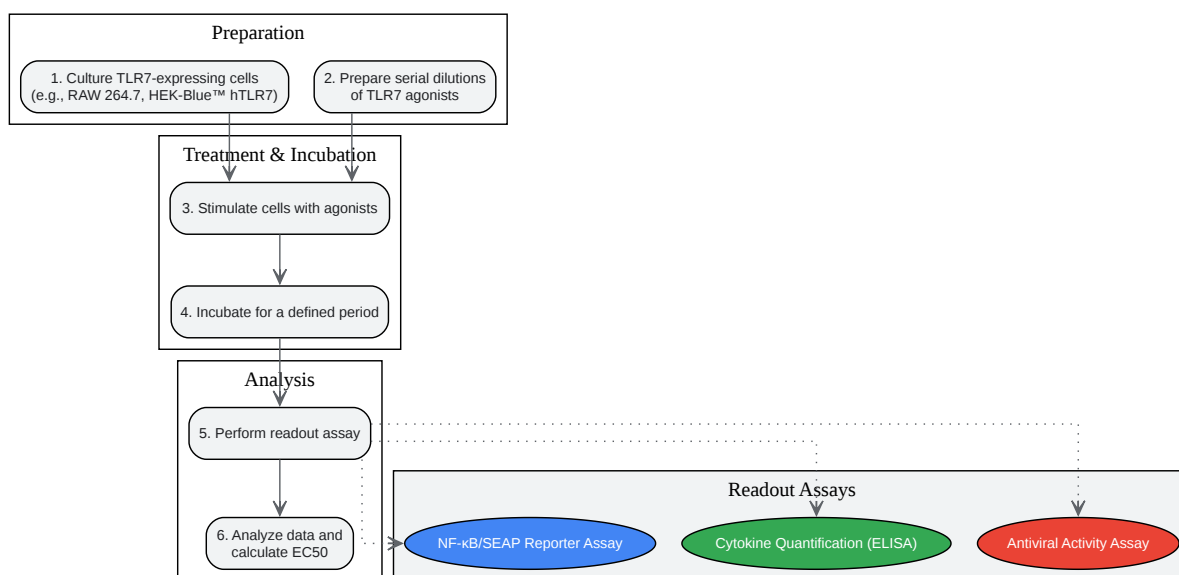 Preparation
1. Culture TLR7-expressing cells
(e.g., RAW 264.7, HEK-Blue™ hTLR7)
2. Prepare serial dilutions
of TLR7 agonists
Treatment & Incubation
3. Stimulate cells with agonists
4. Incubate for a defined period
Analysis
5. Perform readout assay
6. Analyze data and
calculate EC50
Readout Assays
NF-κB/SEAP Reporter Assay
Cytokine Quantification (ELISA)
Antiviral Activity Assay